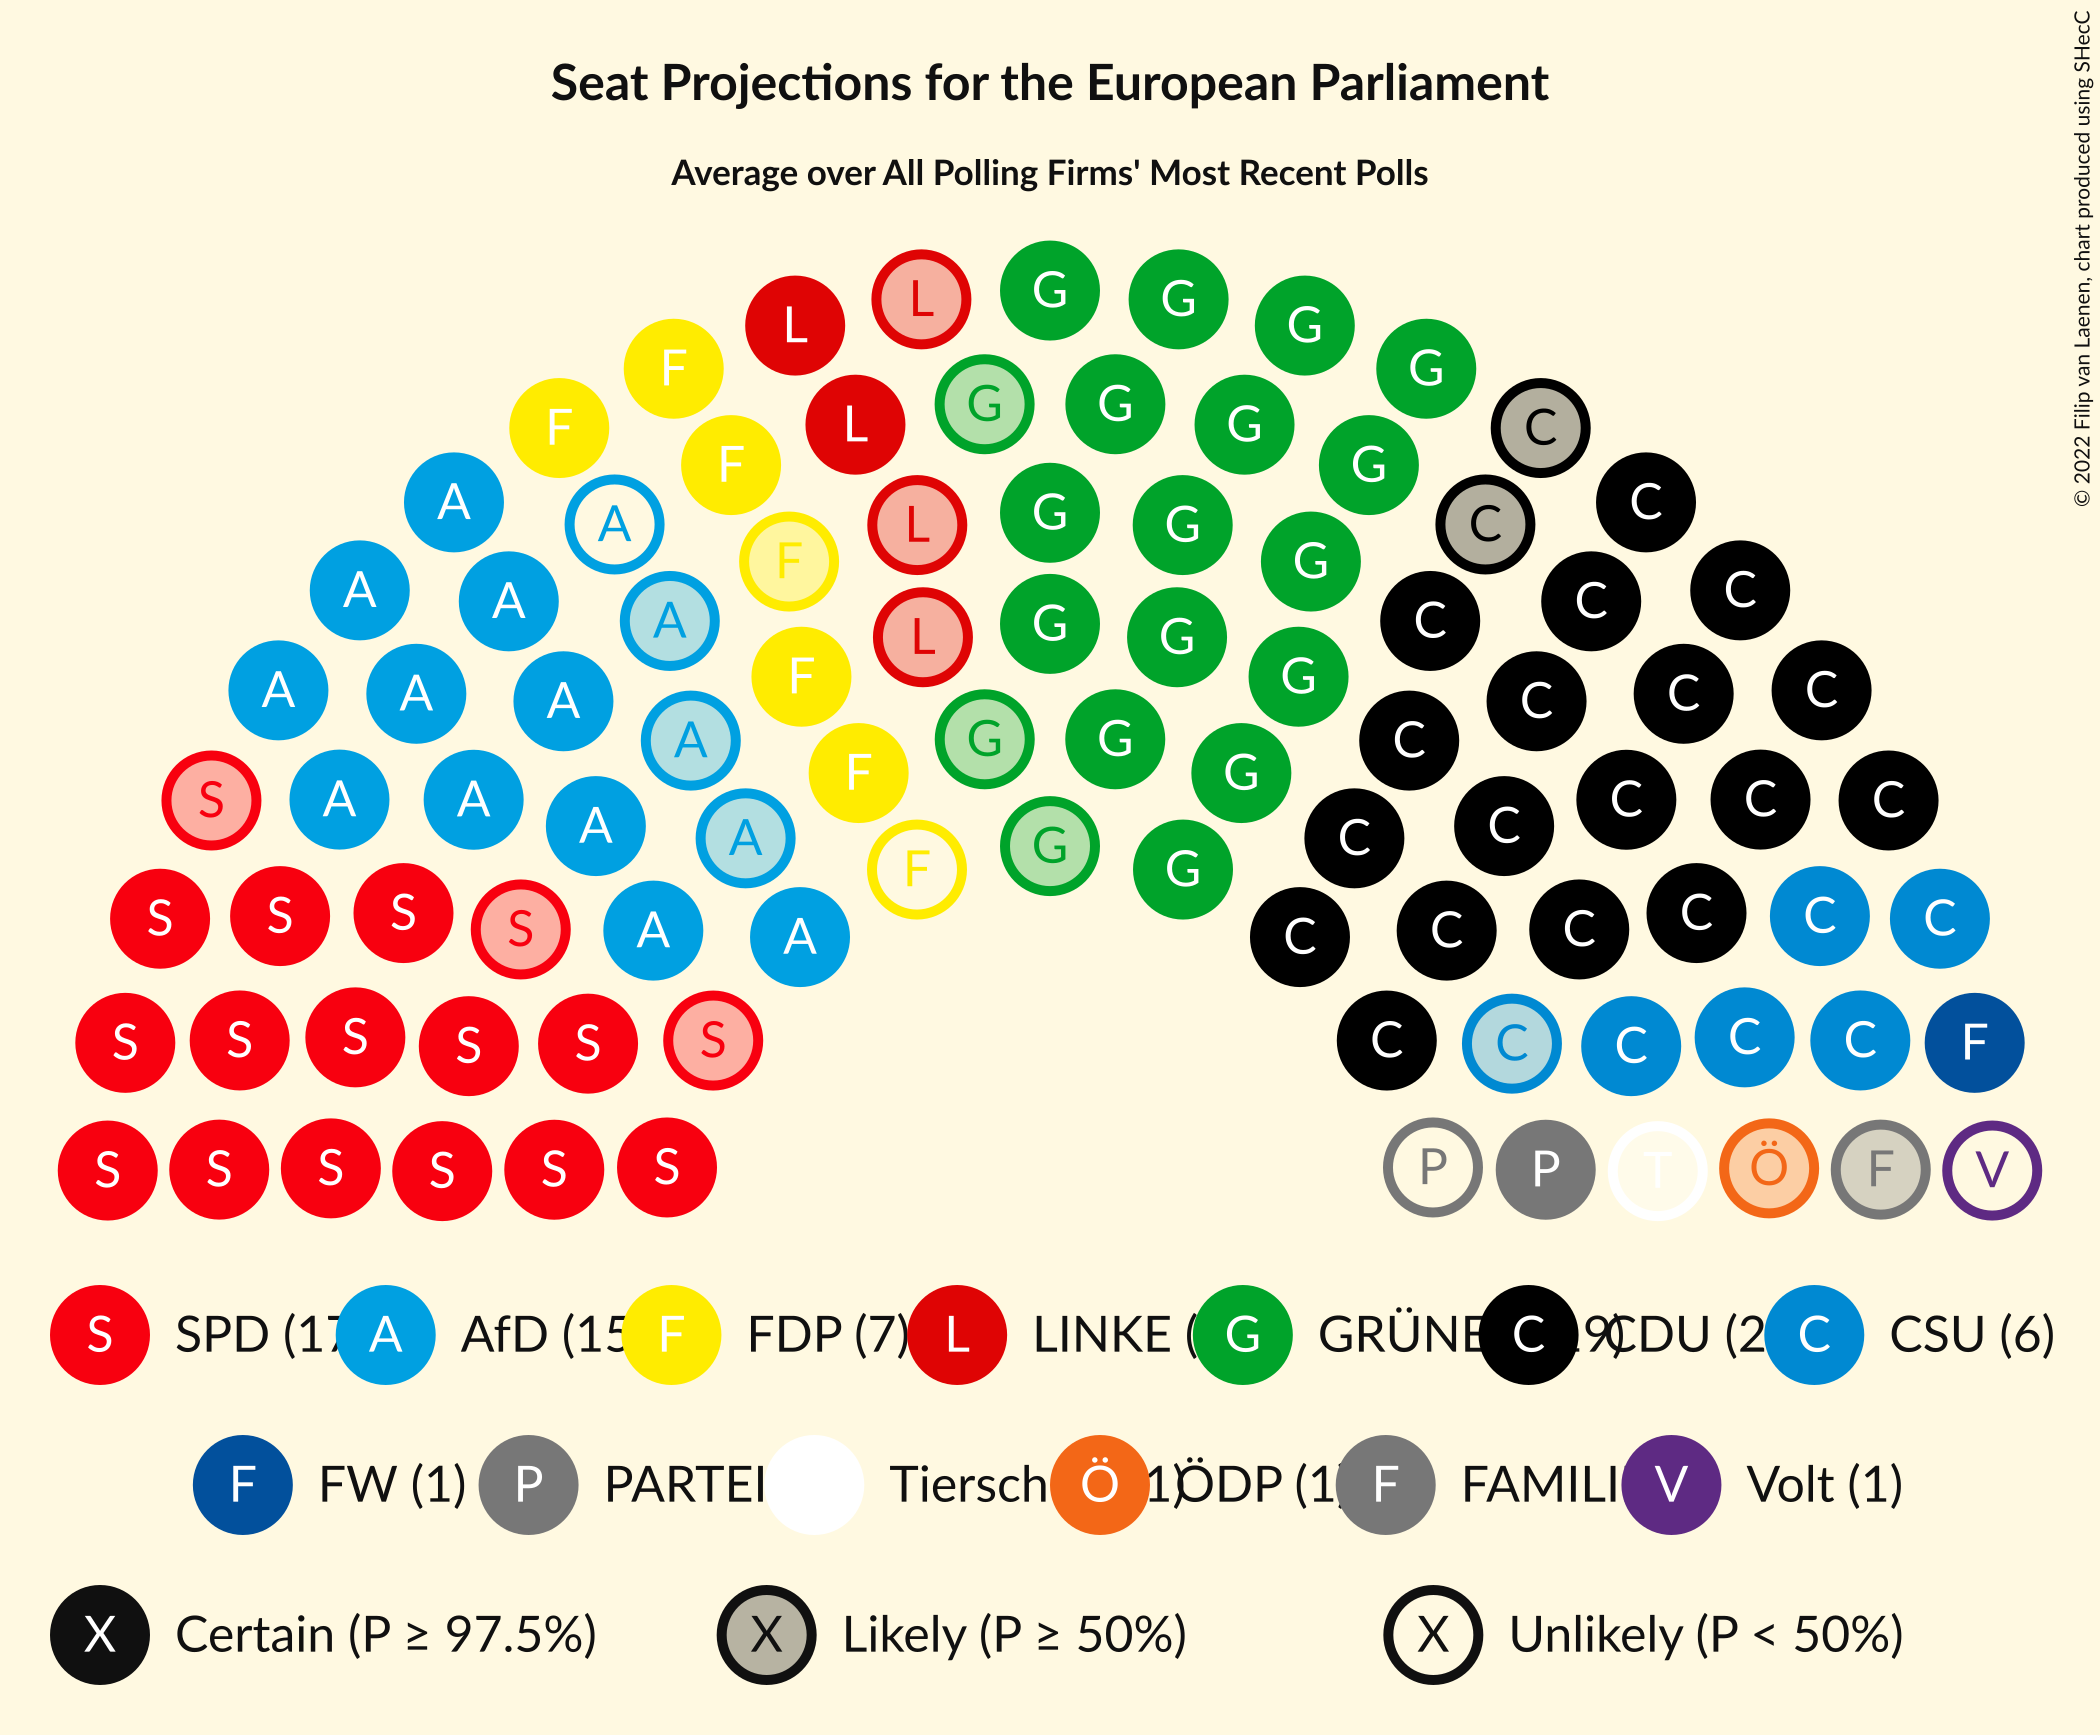 Seat Projections for the European Parliament
Average over All Polling Firms' Most Recent Polls
© 2022 Filip van Laenen, chart produced using SHecC
L G G
L G
F G
G G
F L G C
F G
A G C
A L G C
F G
A C
A C
A G C
L G
F G
A A A C C C
A G G C
F G
S A A C C C
A C
A G C
F G
S S S C C C
S A A C C C
S S S S S S C C C C C F
S S S S S S P P T Ö F V
S SPD (17 A AfD (15 F FDP (7) L LINKE ( G GRÜNE C 9) CDU (2 C CSU (6)
F FW (1) P PARTEI Tiersch Ö 1) ÖDP (1 F FAMILI V Volt (1)
X Certain (P ≥ 97.5%) X Likely (P ≥ 50%) X Unlikely (P < 50%)